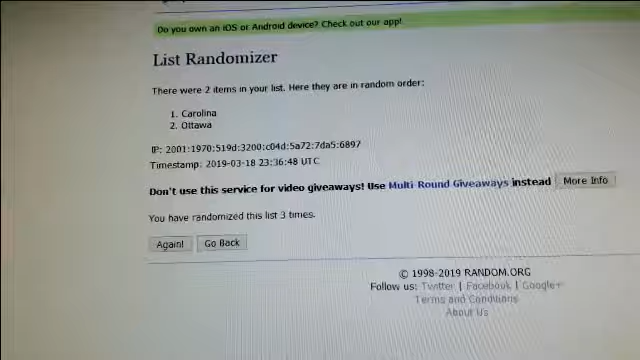 Do you own an iOS or Android device? Check out our app!
List Randomizer
There were 2 items in your list. Here they are in random order:
1. Carolina
2. Ottawa
IP: 2001:1970:519d:3200:c04d:5a72:7da5:6897
Timestamp: 2019-03-18 23:36:48 UTC
Don't use this service for video giveaways! Use Multi-Round Giveaways instead More Info
You have randomized this list 3 times.
Again! Go Back
© 1998-2019 RANDOM.ORG
Follow us: Twitter | Facebook | Google+
Terms and Conditions
About Us